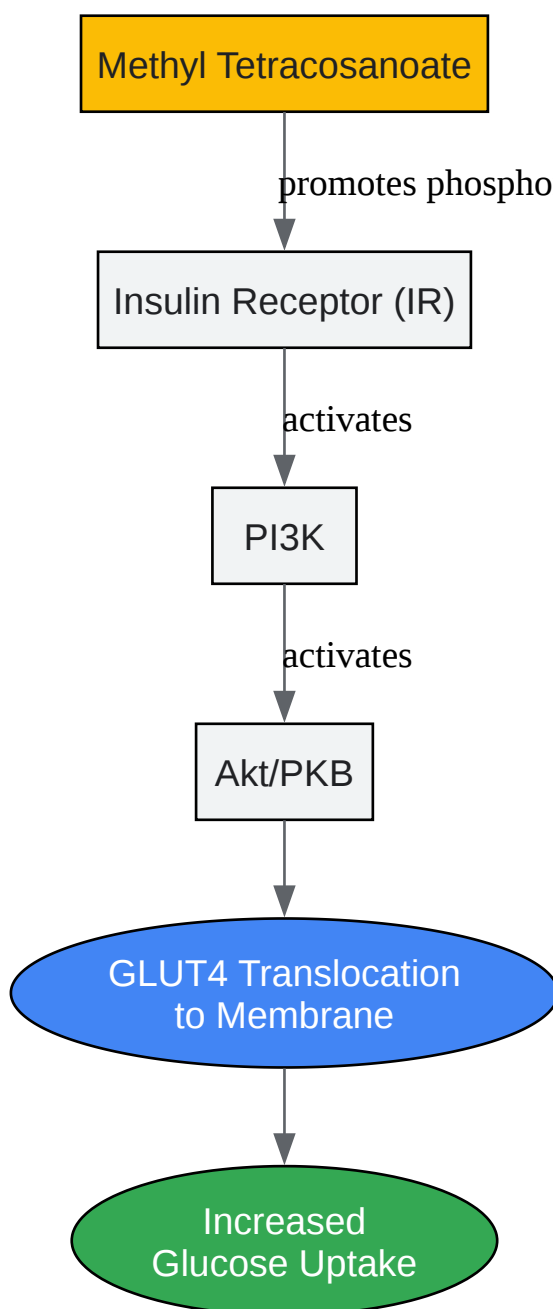 Methyl Tetracosanoate
promotes phospho
Insulin Receptor (IR)
activates
PI3K
activates
Akt/PKB
GLUT4 Translocation
to Membrane
Increased
Glucose Uptake